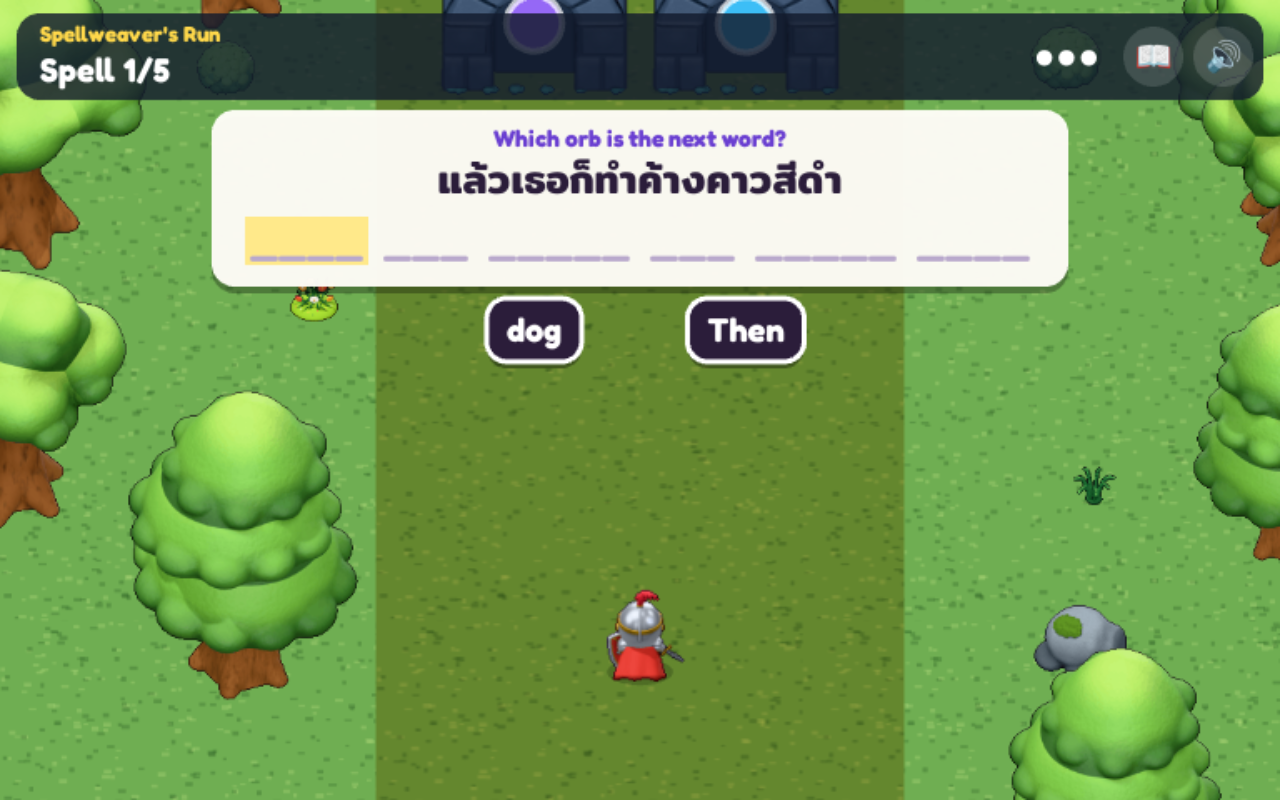 Spellweaver's Run
Spell 1/5
Which orb is the next word?
แล้วเธอก็ทำค้างคาวสีดำ
dog
Then